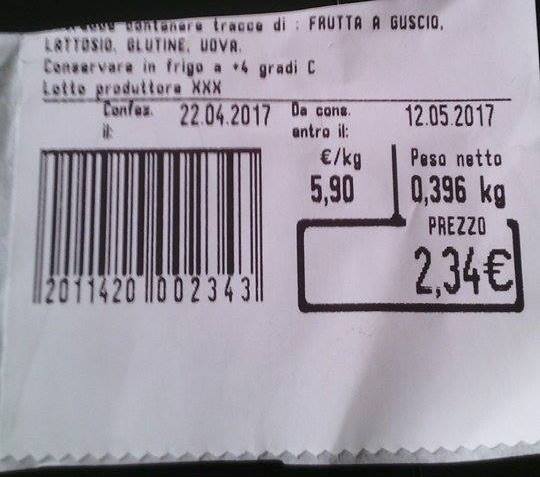 contenere tracce di : FRUTTA A GUSCIO,
LATTOSIO, GLUTINE, UOVA.
Conservare in frigo a +4 gradi C
Lotto produttore XXX
Confez. il: 22.04.2017 Da cons. entro il: 12.05.2017
€/kg Peso netto
5,90 0,396 kg
PREZZO
2,34€
2011420 002343